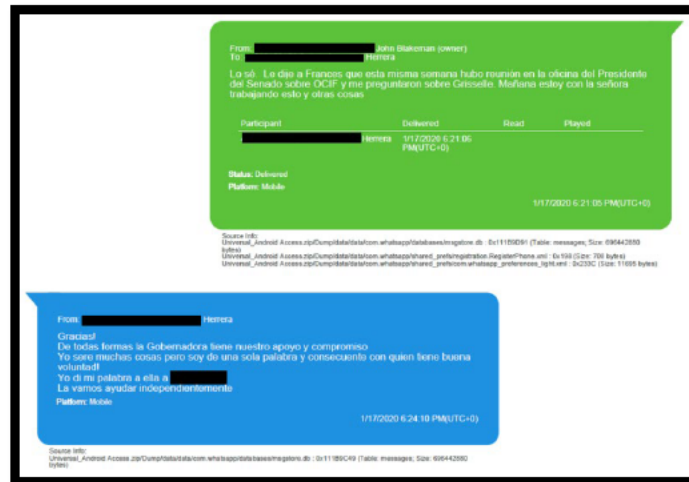 From: John Blakeman (owner)
To: Herrera
Lo sé. Le dije a Frances que esta misma semana hubo reunión en la oficina del Presidente
del Senado sobre OCIF y me preguntaron sobre Grisselle. Mañana estoy con la señora
trabajando esto y otras cosas
Participant Delivered Read Played
Herrera 1/17/2020 6:21:06
PM(UTC+0)
Status: Delivered
Platform: Mobile
1/17/2020 6:21:05 PM(UTC+0)
Source Info:
Universal_Android Access.zip/Dump/data/data/com.whatsapp/databases/msgstore.db : (Table: messages; Size: 696442880
bytes)
Universal_Android Access.zip/Dump/data/data/com.whatsapp/shared_prefs/registration.RegisterPhone.xml : 0x198 (Size: 708 bytes)
Universal_Android Access.zip/Dump/data/data/com.whatsapp/shared_prefs/com.whatsapp_preferences_light.xml : 0x233C (Size: 11695 bytes)
From: Herrera
Gracias!
De todas formas la Gobernadora tiene nuestro apoyo y compromiso
Yo sere muchas cosas pero soy de una sola palabra y consecuente con quien tiene buena
voluntad!
Yo di mi palabra a ella a
La vamos ayudar independientemente
Platform: Mobile
1/17/2020 6:24:10 PM(UTC+0)
Source Info:
Universal_Android Access.zip/Dump/data/data/com.whatsapp/databases/msgstore.db : 0x111B9C49 (Table: messages; Size: 696442880
bytes)